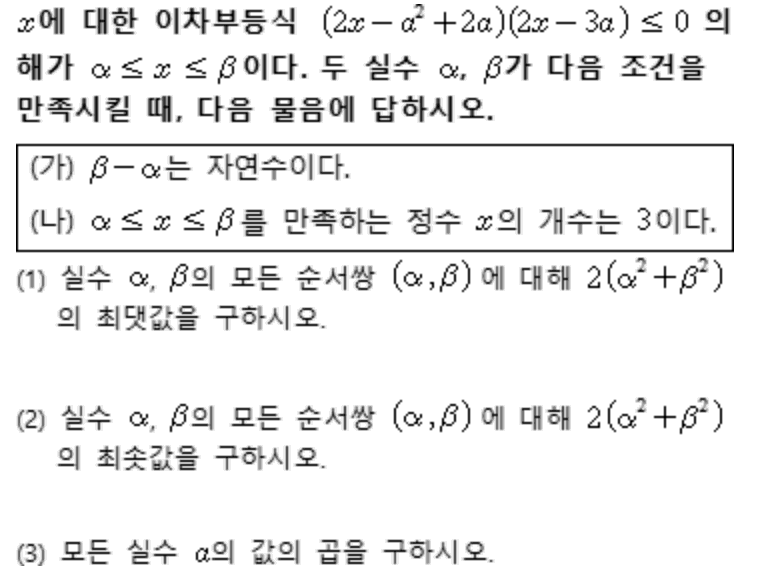 x에 대한 이차부등식 (2x − a² + 2a)(2x − 3a) ≤ 0 의
해가 α ≤ x ≤ β이다. 두 실수 α, β가 다음 조건을
만족시킬 때, 다음 물음에 답하시오.
(가) β − α는 자연수이다.
(나) α ≤ x ≤ β를 만족하는 정수 x의 개수는 3이다.
(1) 실수 α, β의 모든 순서쌍 (α, β)에 대해 2(α² + β²)
의 최댓값을 구하시오.
(2) 실수 α, β의 모든 순서쌍 (α, β)에 대해 2(α² + β²)
의 최솟값을 구하시오.
(3) 모든 실수 a의 값의 곱을 구하시오.